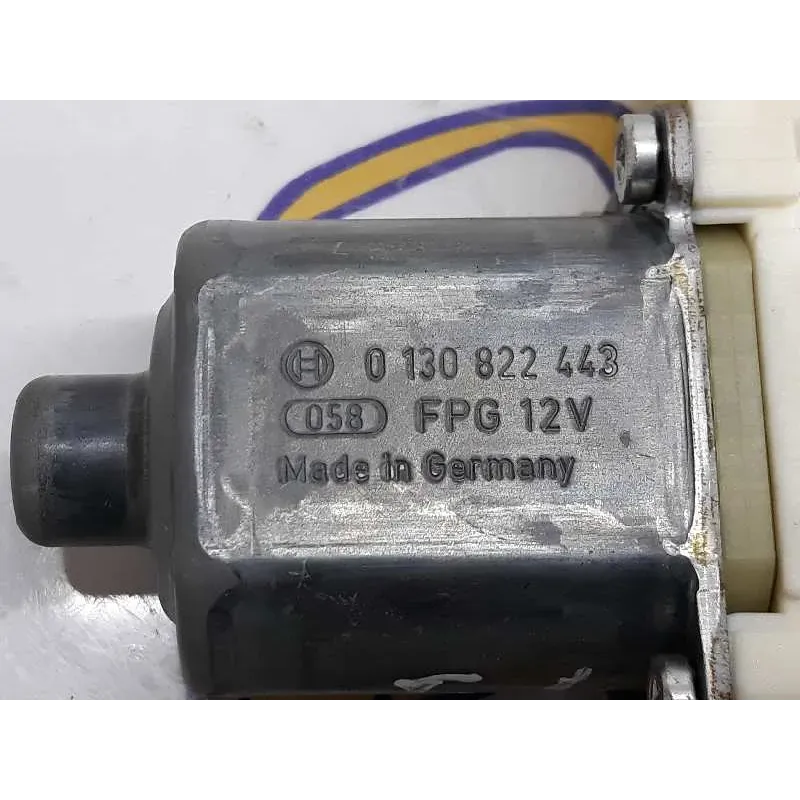 0 130 822 443
058 FPG 12V
Made in Germany